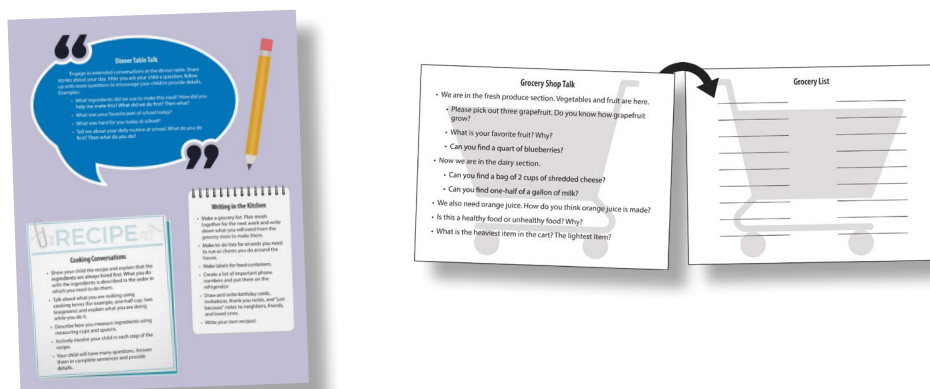 Dinner Table Talk
Engage in extended conversations at the dinner table. Share
stories about your day. After you ask your child a question, follow
up with more questions to encourage your child to provide details.
Examples:
• What ingredients did we use to make this meal? How did you
help me make this? What did we do first? Then what?
• What was your favorite part of school today?
• What was hard for you today at school?
• Tell me about your daily routine at school. What do you do
first? Then what do you do?
Writing in the Kitchen
• Make a grocery list. Plan meals
together for the next week and write
down what you will need from the
grocery store to make them.
• Make to do lists for errands you need
to run or chores you do around the
house.
• Make labels for food containers.
• Create a list of important phone
numbers and put them on the
refrigerator.
• Draw and write birthday cards,
invitations, thank you notes, and "just
because" notes to neighbors, friends,
and loved ones.
• Write your own recipes!
RECIPE
Cooking Conversations
• Show your child the recipe and explain that the
ingredients are always listed first. What you do
with the ingredients is described in the order in
which you need to do them.
• Talk about what you are making using
cooking terms (for example, one-half cup, two
teaspoons) and explain what you are doing
while you do it.
• Describe how you measure ingredients using
measuring cups and spoons.
• Actively involve your child in each step of the
recipe.
• Your child will have many questions. Answer
them in complete sentences and provide
details.
Grocery Shop Talk
• We are in the fresh produce section. Vegetables and fruit are here.
• Please pick out three grapefruit. Do you know how grapefruit
grow?
• What is your favorite fruit? Why?
• Can you find a quart of blueberries?
• Now we are in the dairy section.
• Can you find a bag of 2 cups of shredded cheese?
• Can you find one-half of a gallon of milk?
• We also need orange juice. How do you think orange juice is made?
• Is this a healthy food or unhealthy food? Why?
• What is the heaviest item in the cart? The lightest item?
Grocery List